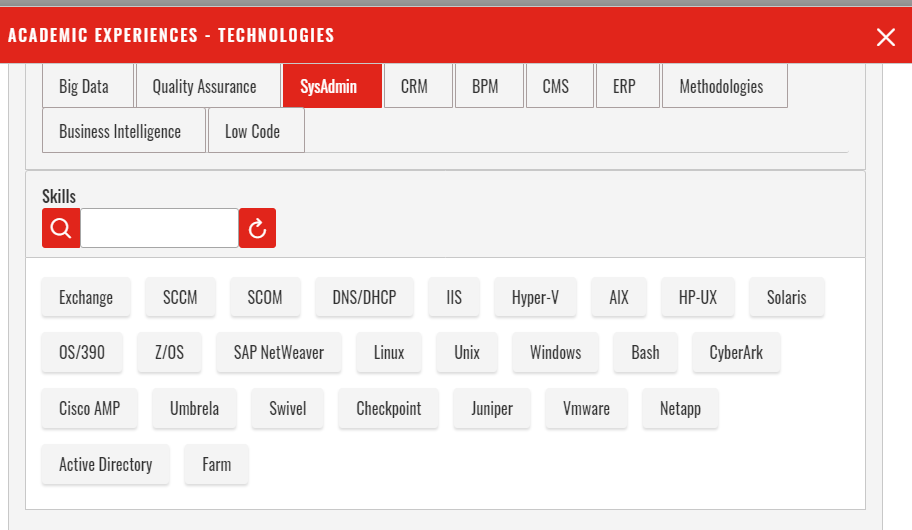 ACADEMIC EXPERIENCES - TECHNOLOGIES
Big Data Quality Assurance SysAdmin CRM BPM CMS ERP Methodologies
Business Intelligence Low Code
Skills
Exchange SCCM SCOM DNS/DHCP IIS Hyper-V AIX HP-UX Solaris
OS/390 Z/OS SAP NetWeaver Linux Unix Windows Bash CyberArk
Cisco AMP Umbrela Swivel Checkpoint Juniper Vmware Netapp
Active Directory Farm